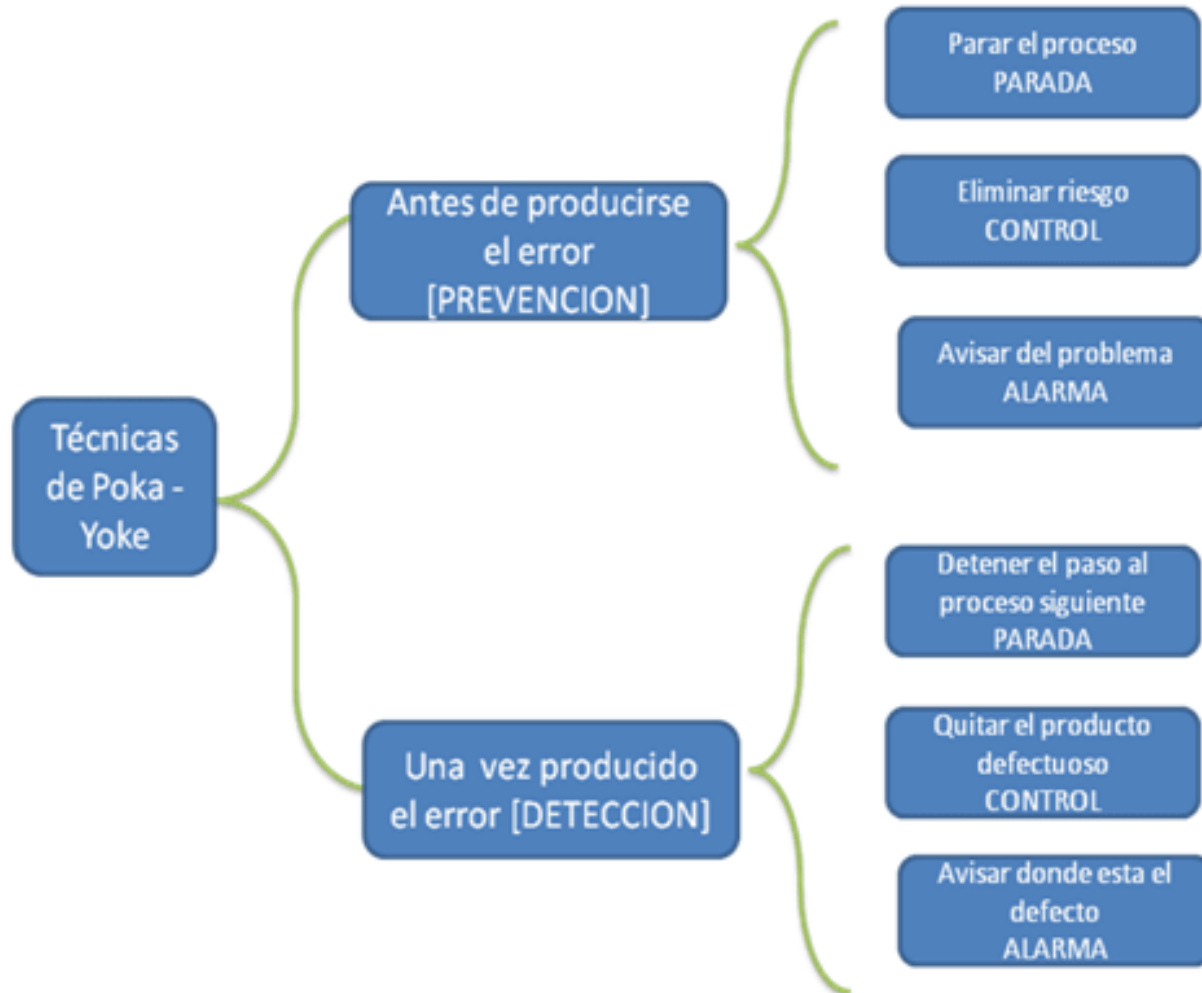 Técnicas
de Poka -
Yoke
Antes de producirse
el error
[PREVENCION]
Parar el proceso
PARADA
Eliminar riesgo
CONTROL
Avisar del problema
ALARMA
Una vez producido
el error [DETECCION]
Detener el paso al
proceso siguiente
PARADA
Quitar el producto
defectuoso
CONTROL
Avisar donde esta el
defecto
ALARMA